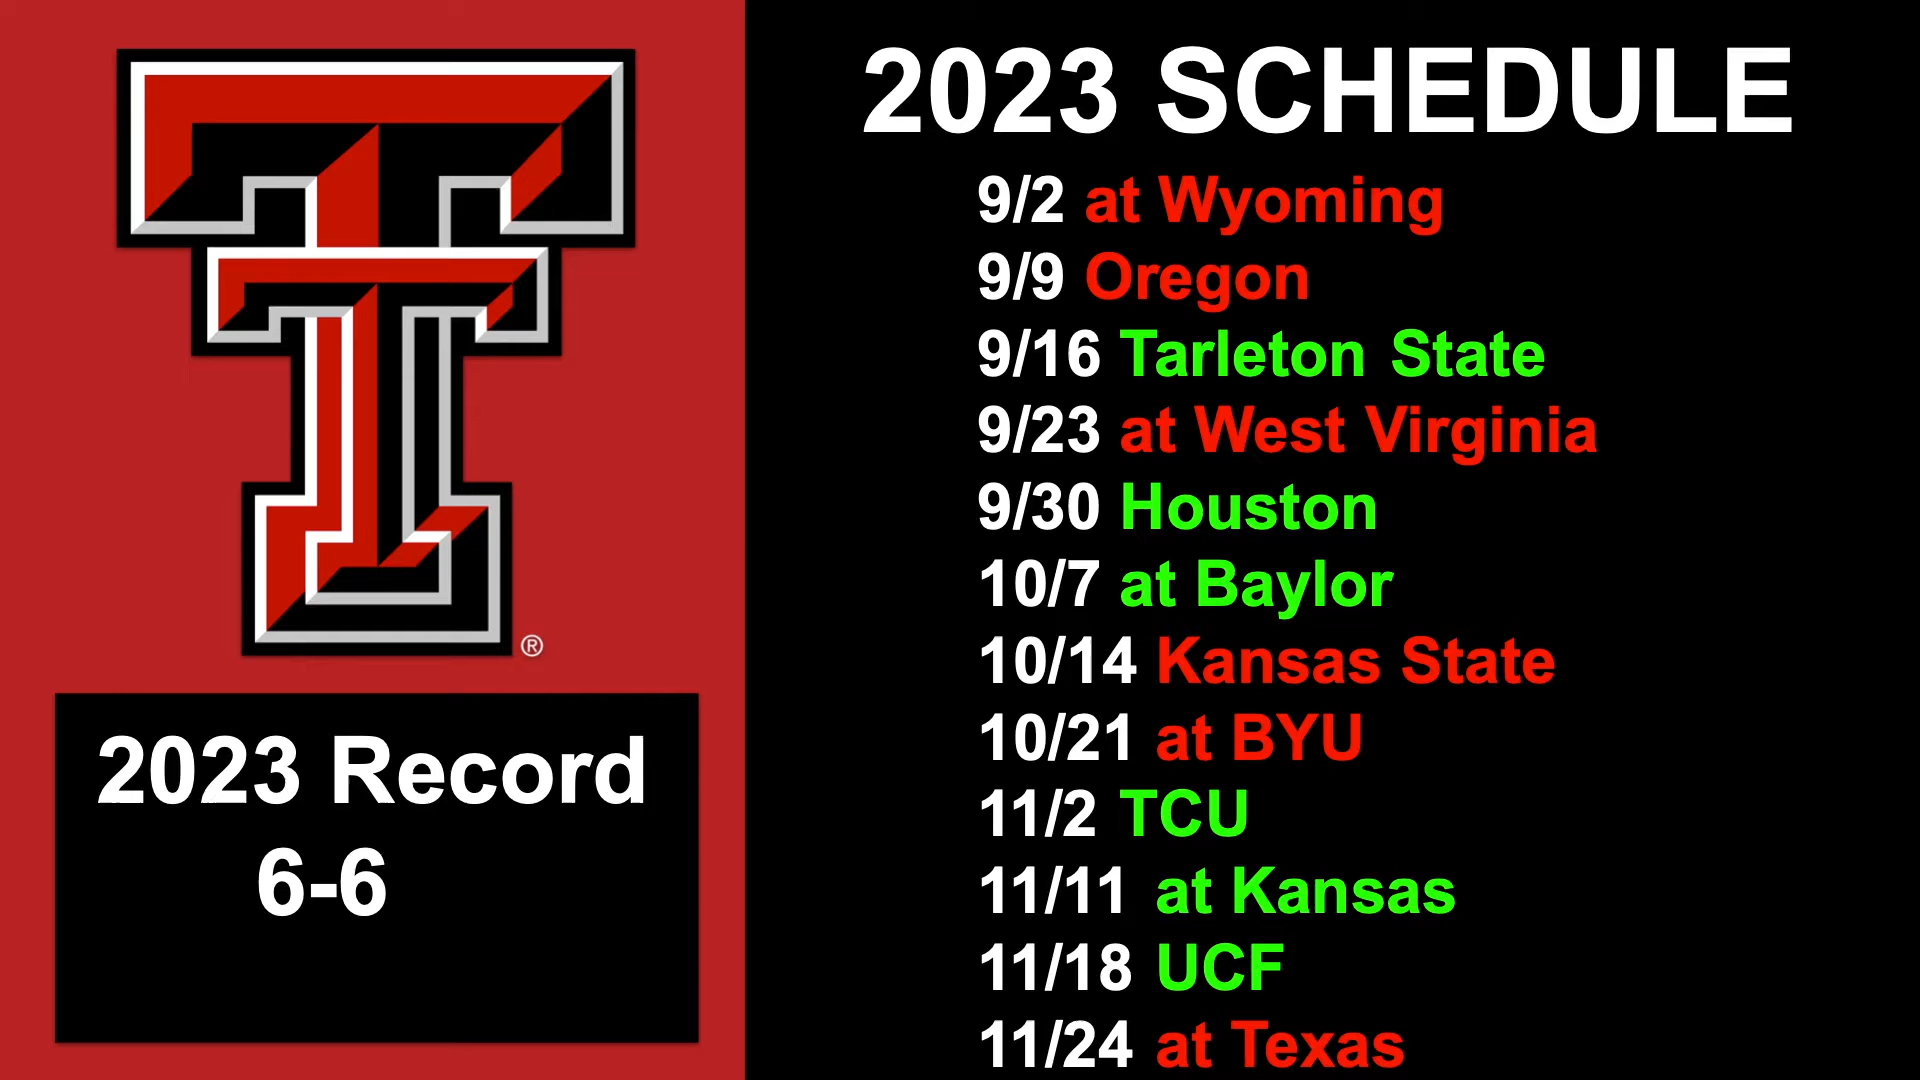 2023 SCHEDULE
9/2 at Wyoming
9/9 Oregon
9/16 Tarleton State
9/23 at West Virginia
9/30 Houston
10/7 at Baylor
10/14 Kansas State
10/21 at BYU
11/2 TCU
11/11 at Kansas
11/18 UCF
11/24 at Texas
T
®
2023 Record
6-6